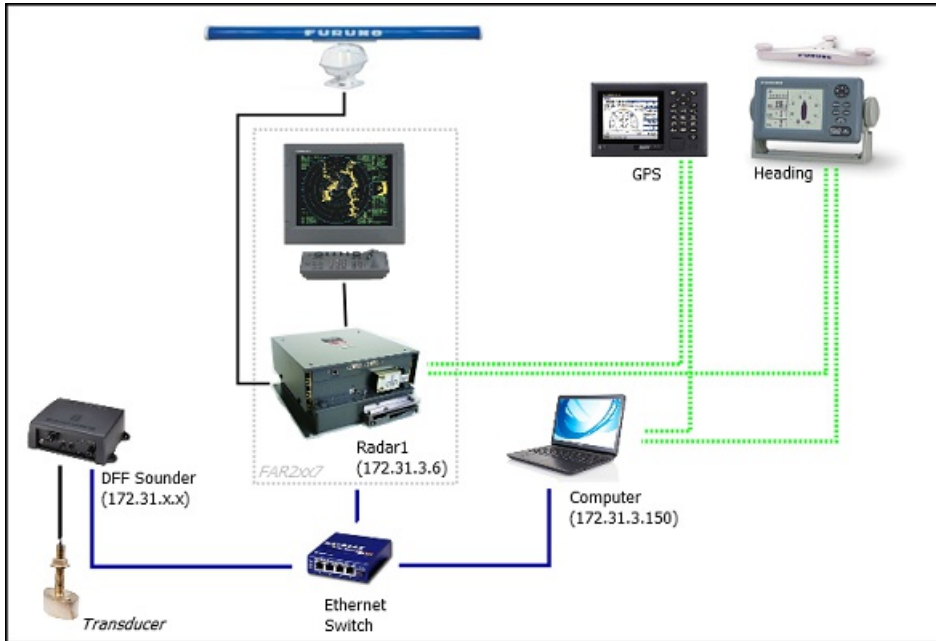 FURUNO
GPS
FURUNO
Heading
Radar1
(172.31.3.6)
FAR2xx7
DFF Sounder
(172.31.x.x)
Computer
(172.31.3.150)
Ethernet
Switch
Transducer